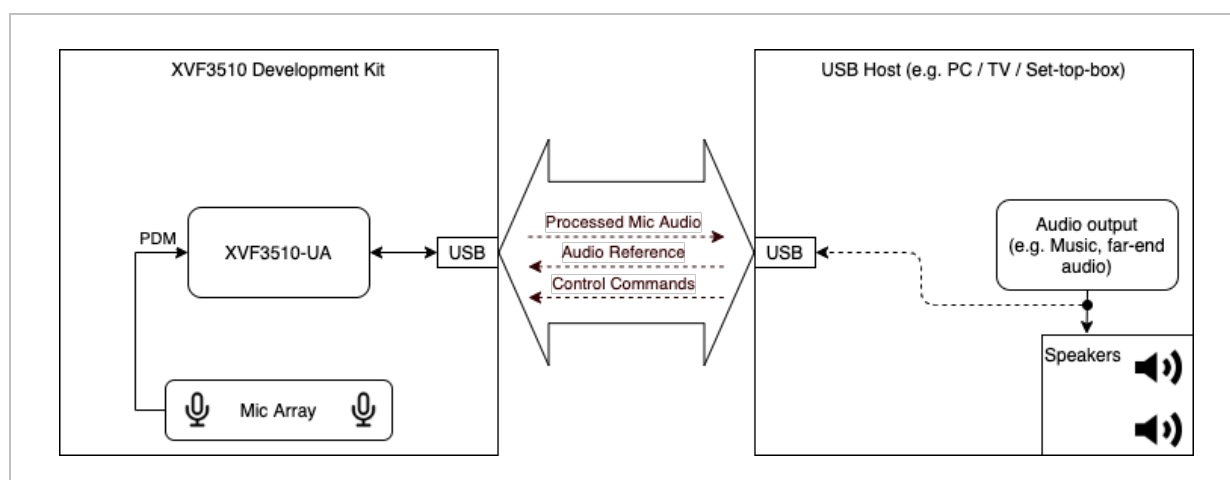 XVF3510 Development Kit
USB Host (e.g. PC / TV / Set-top-box)
PDM
XVF3510-UA
USB
Processed Mic Audio
Audio Reference
Control Commands
USB
Audio output
(e.g. Music, far-end
audio)
Speakers
Mic Array